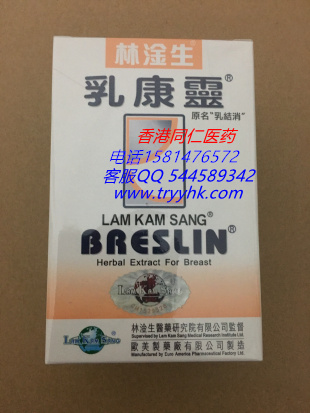 林淦生
乳康靈®
原名"乳結消"
香港同仁医药
电话1581476572
客服QQ 544589342
www.tryyhk.com
LAM KAM SANG®
BRESLIN®
Herbal Extract For Breast
Lam Kam Sang
林淦生醫藥研究院有限公司監督
Supervised by Lam Kam Sang Medical Research Institute Ltd.
歐美製藥廠有限公司製造
Manufactured by Euro America Pharmaceutical Factory Ltd.